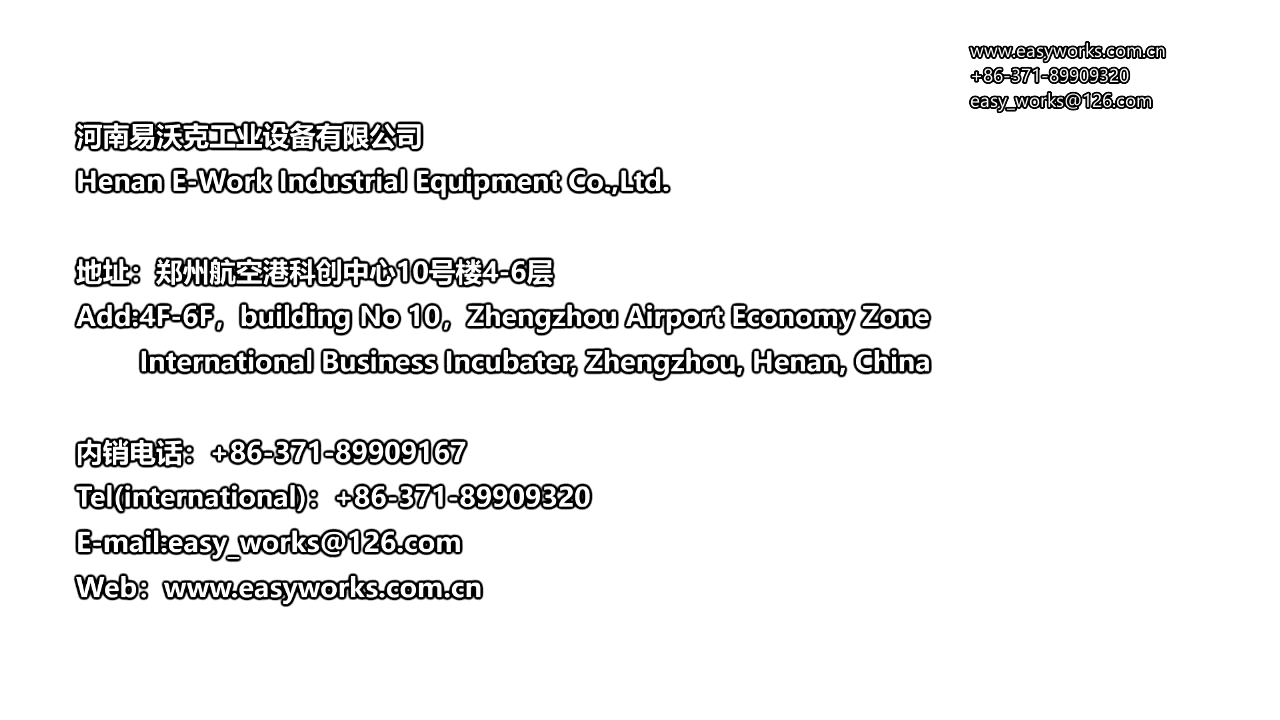 www.easyworks.com.cn
+86-371-89909320
easy_works@126.com
河南易沃克工业设备有限公司
Henan E-Work Industrial Equipment Co.,Ltd.
地址：郑州航空港科创中心10号楼4-6层
Add:4F-6F，building No 10，Zhengzhou Airport Economy Zone
International Business Incubater, Zhengzhou, Henan, China
内销电话：+86-371-89909167
Tel(international)：+86-371-89909320
E-mail:easy_works@126.com
Web：www.easyworks.com.cn